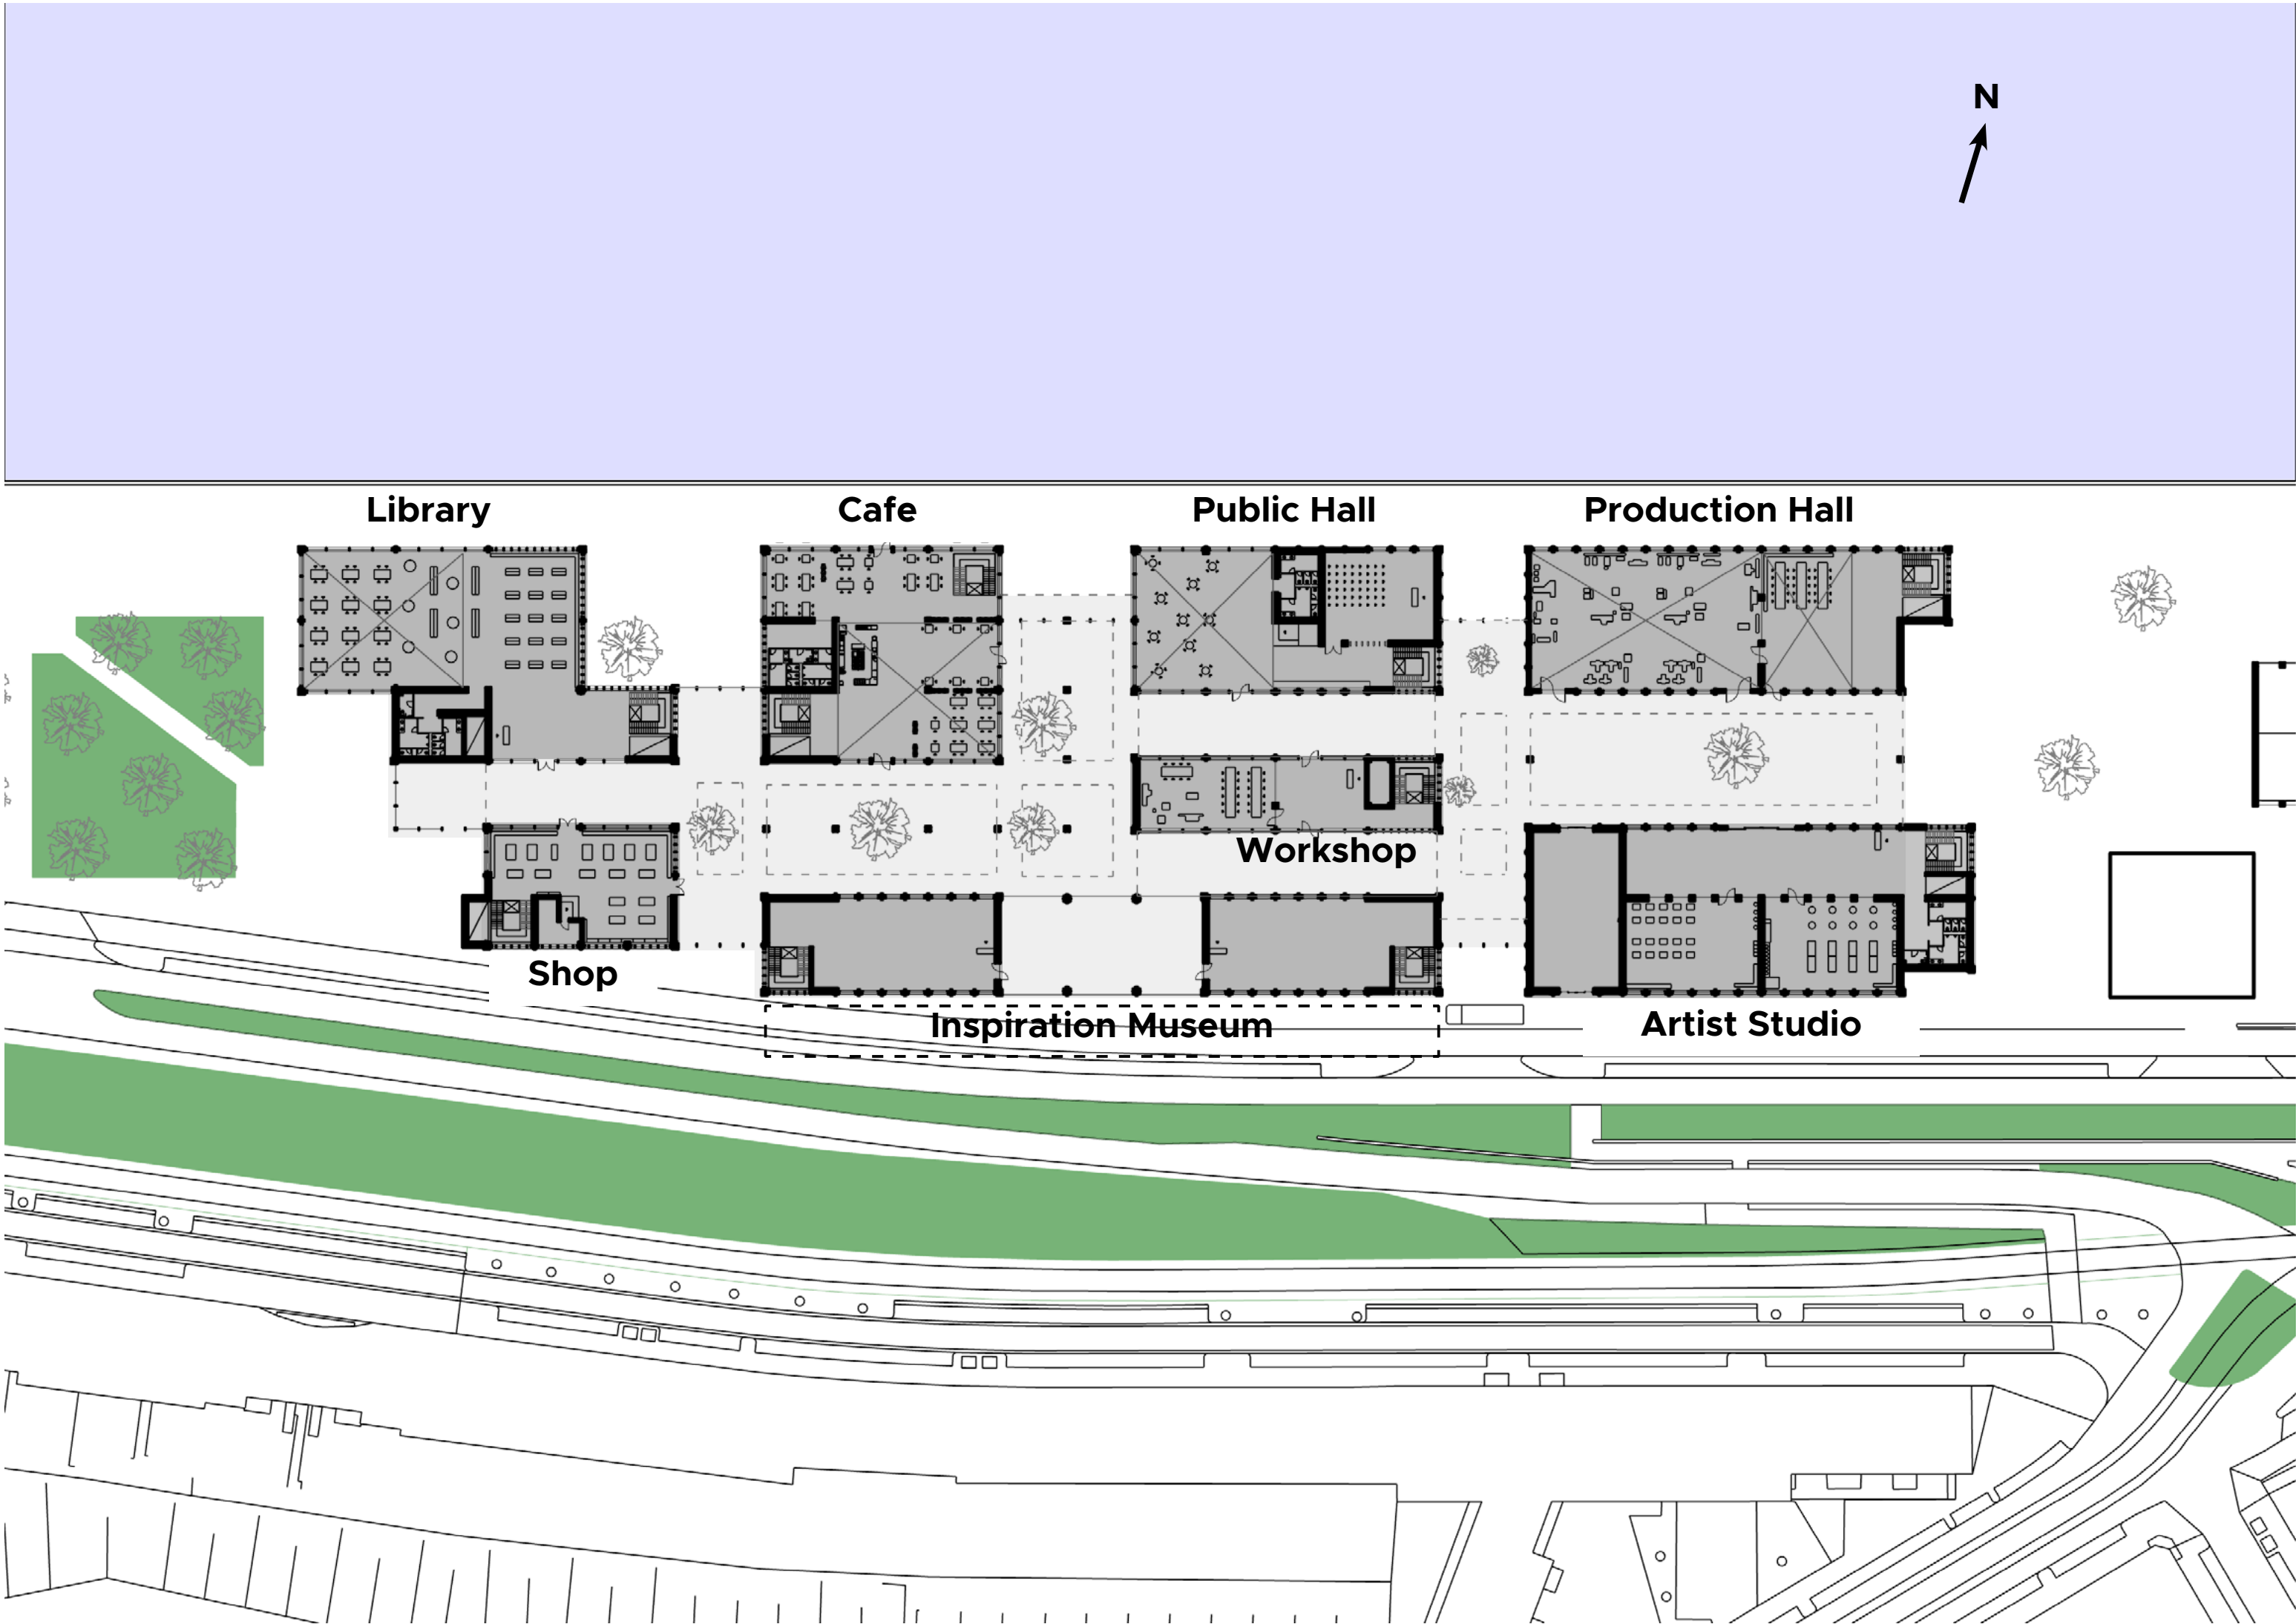 N
Library
Cafe
Public Hall
Production Hall
Workshop
Shop
Inspiration Museum
Artist Studio